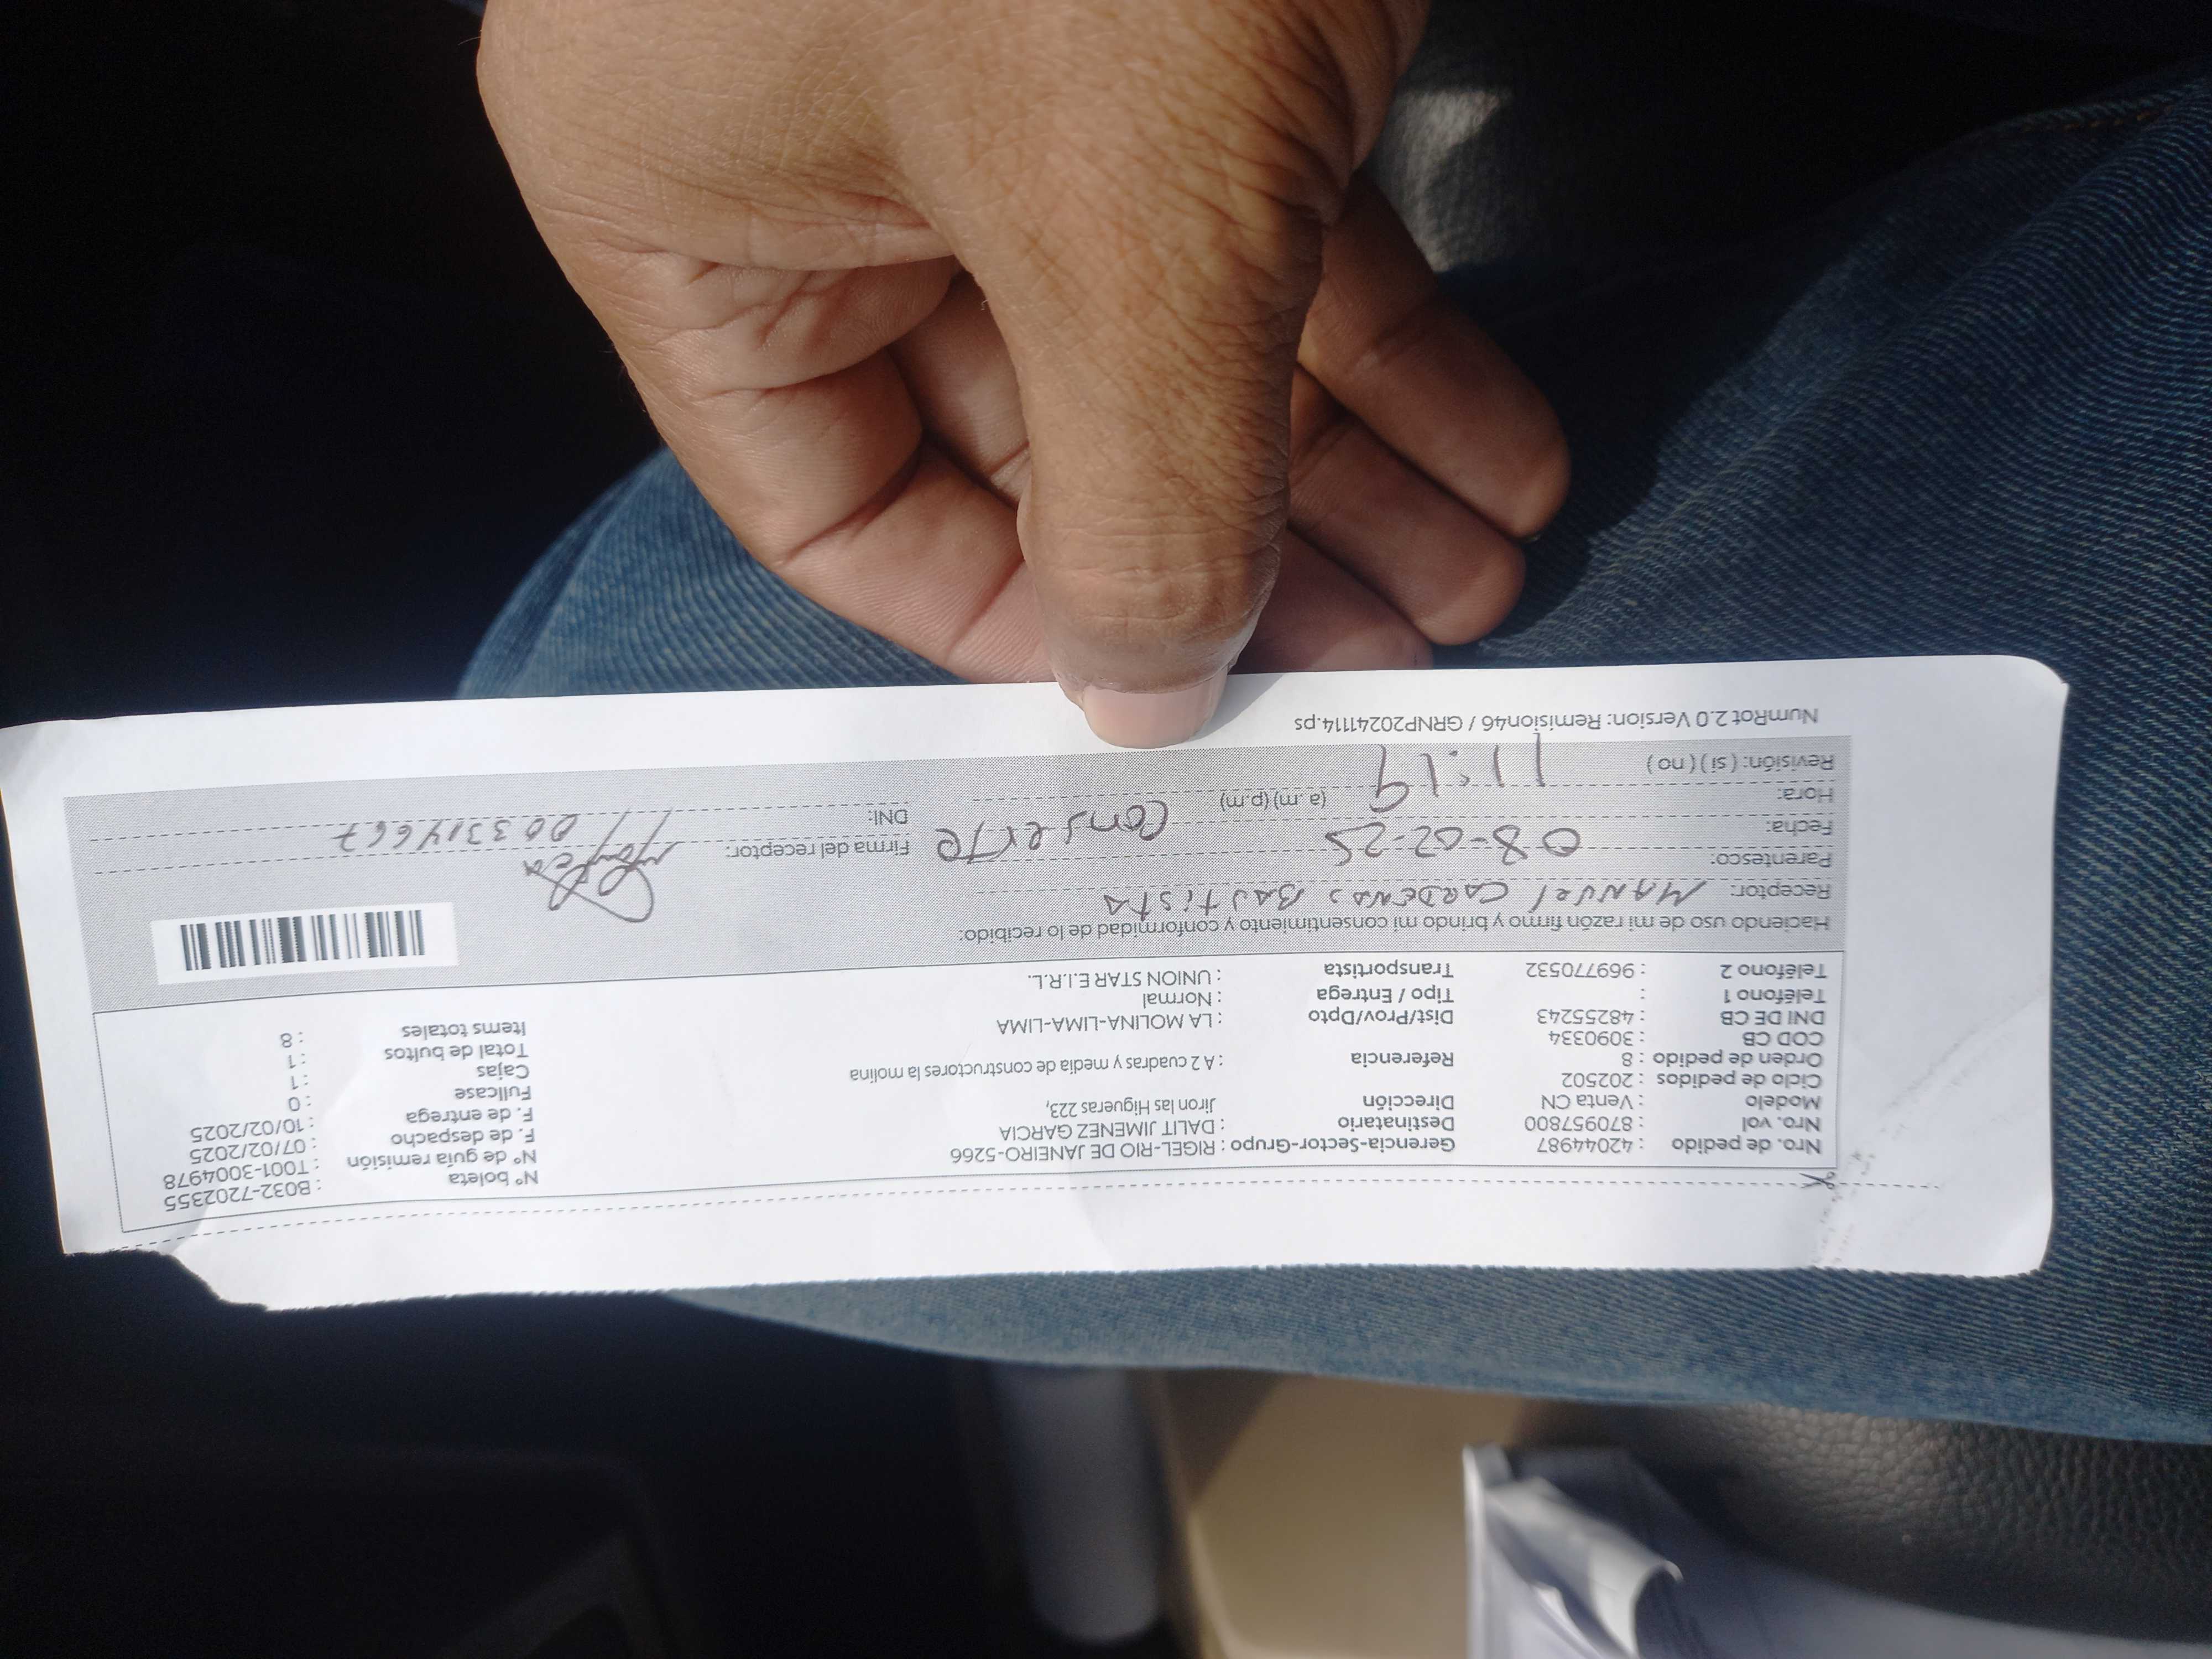 Nro. de pedido : 42044987 Gerencia-Sector-Grupo : RIGEL-RIO DE JANEIRO-5266 N° boleta : B032-7202355
Nro. vol : 870957800 Destinatario : DALIT JIMENEZ GARCIA N° de guía remisión : T001-3004978
Modelo : Venta CN Dirección Jiron las Higueras 223, F. de despacho : 07/02/2025
Ciclo de pedidos : 202502 F. de entrega : 10/02/2025
Orden de pedido : 8 Referencia : A 2 cuadras y media de constructores la molina Fullcase : 0
COD CB : 3090334 Cajas : 1
DNI DE CB : 48255243 Dist/Prov/Dpto : LA MOLINA-LIMA-LIMA Total de bultos : 1
Teléfono 1 : Tipo / Entrega : Normal Items totales : 8
Teléfono 2 : 969770532 Transportista : UNION STAR E.I.R.L.
Haciendo uso de mi razón firmo y brindo mi consentimiento y conformidad de lo recibido:
Receptor: MANUEL CARDENAS BAUTISTA
Parentesco: Firma del receptor:
Fecha: 08-02-25 Conserje DNI: 003314667
Hora: 11:19 (a.m) (p.m)
Revisión: ( si ) ( no )
NumRot 2.0 Version: Remision46 / GRNP20241114.ps